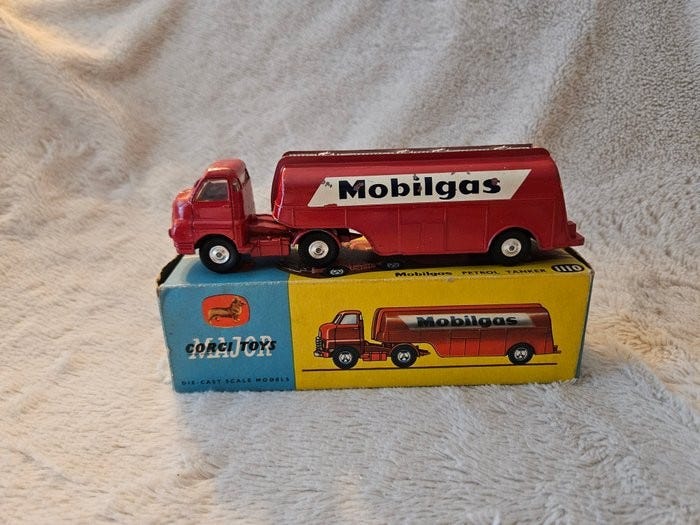 Mobilgas
Mobilgas PETROL TANKER 1110
Mobilgas
CORGI TOYS
MAJOR
DIE-CAST SCALE MODELS